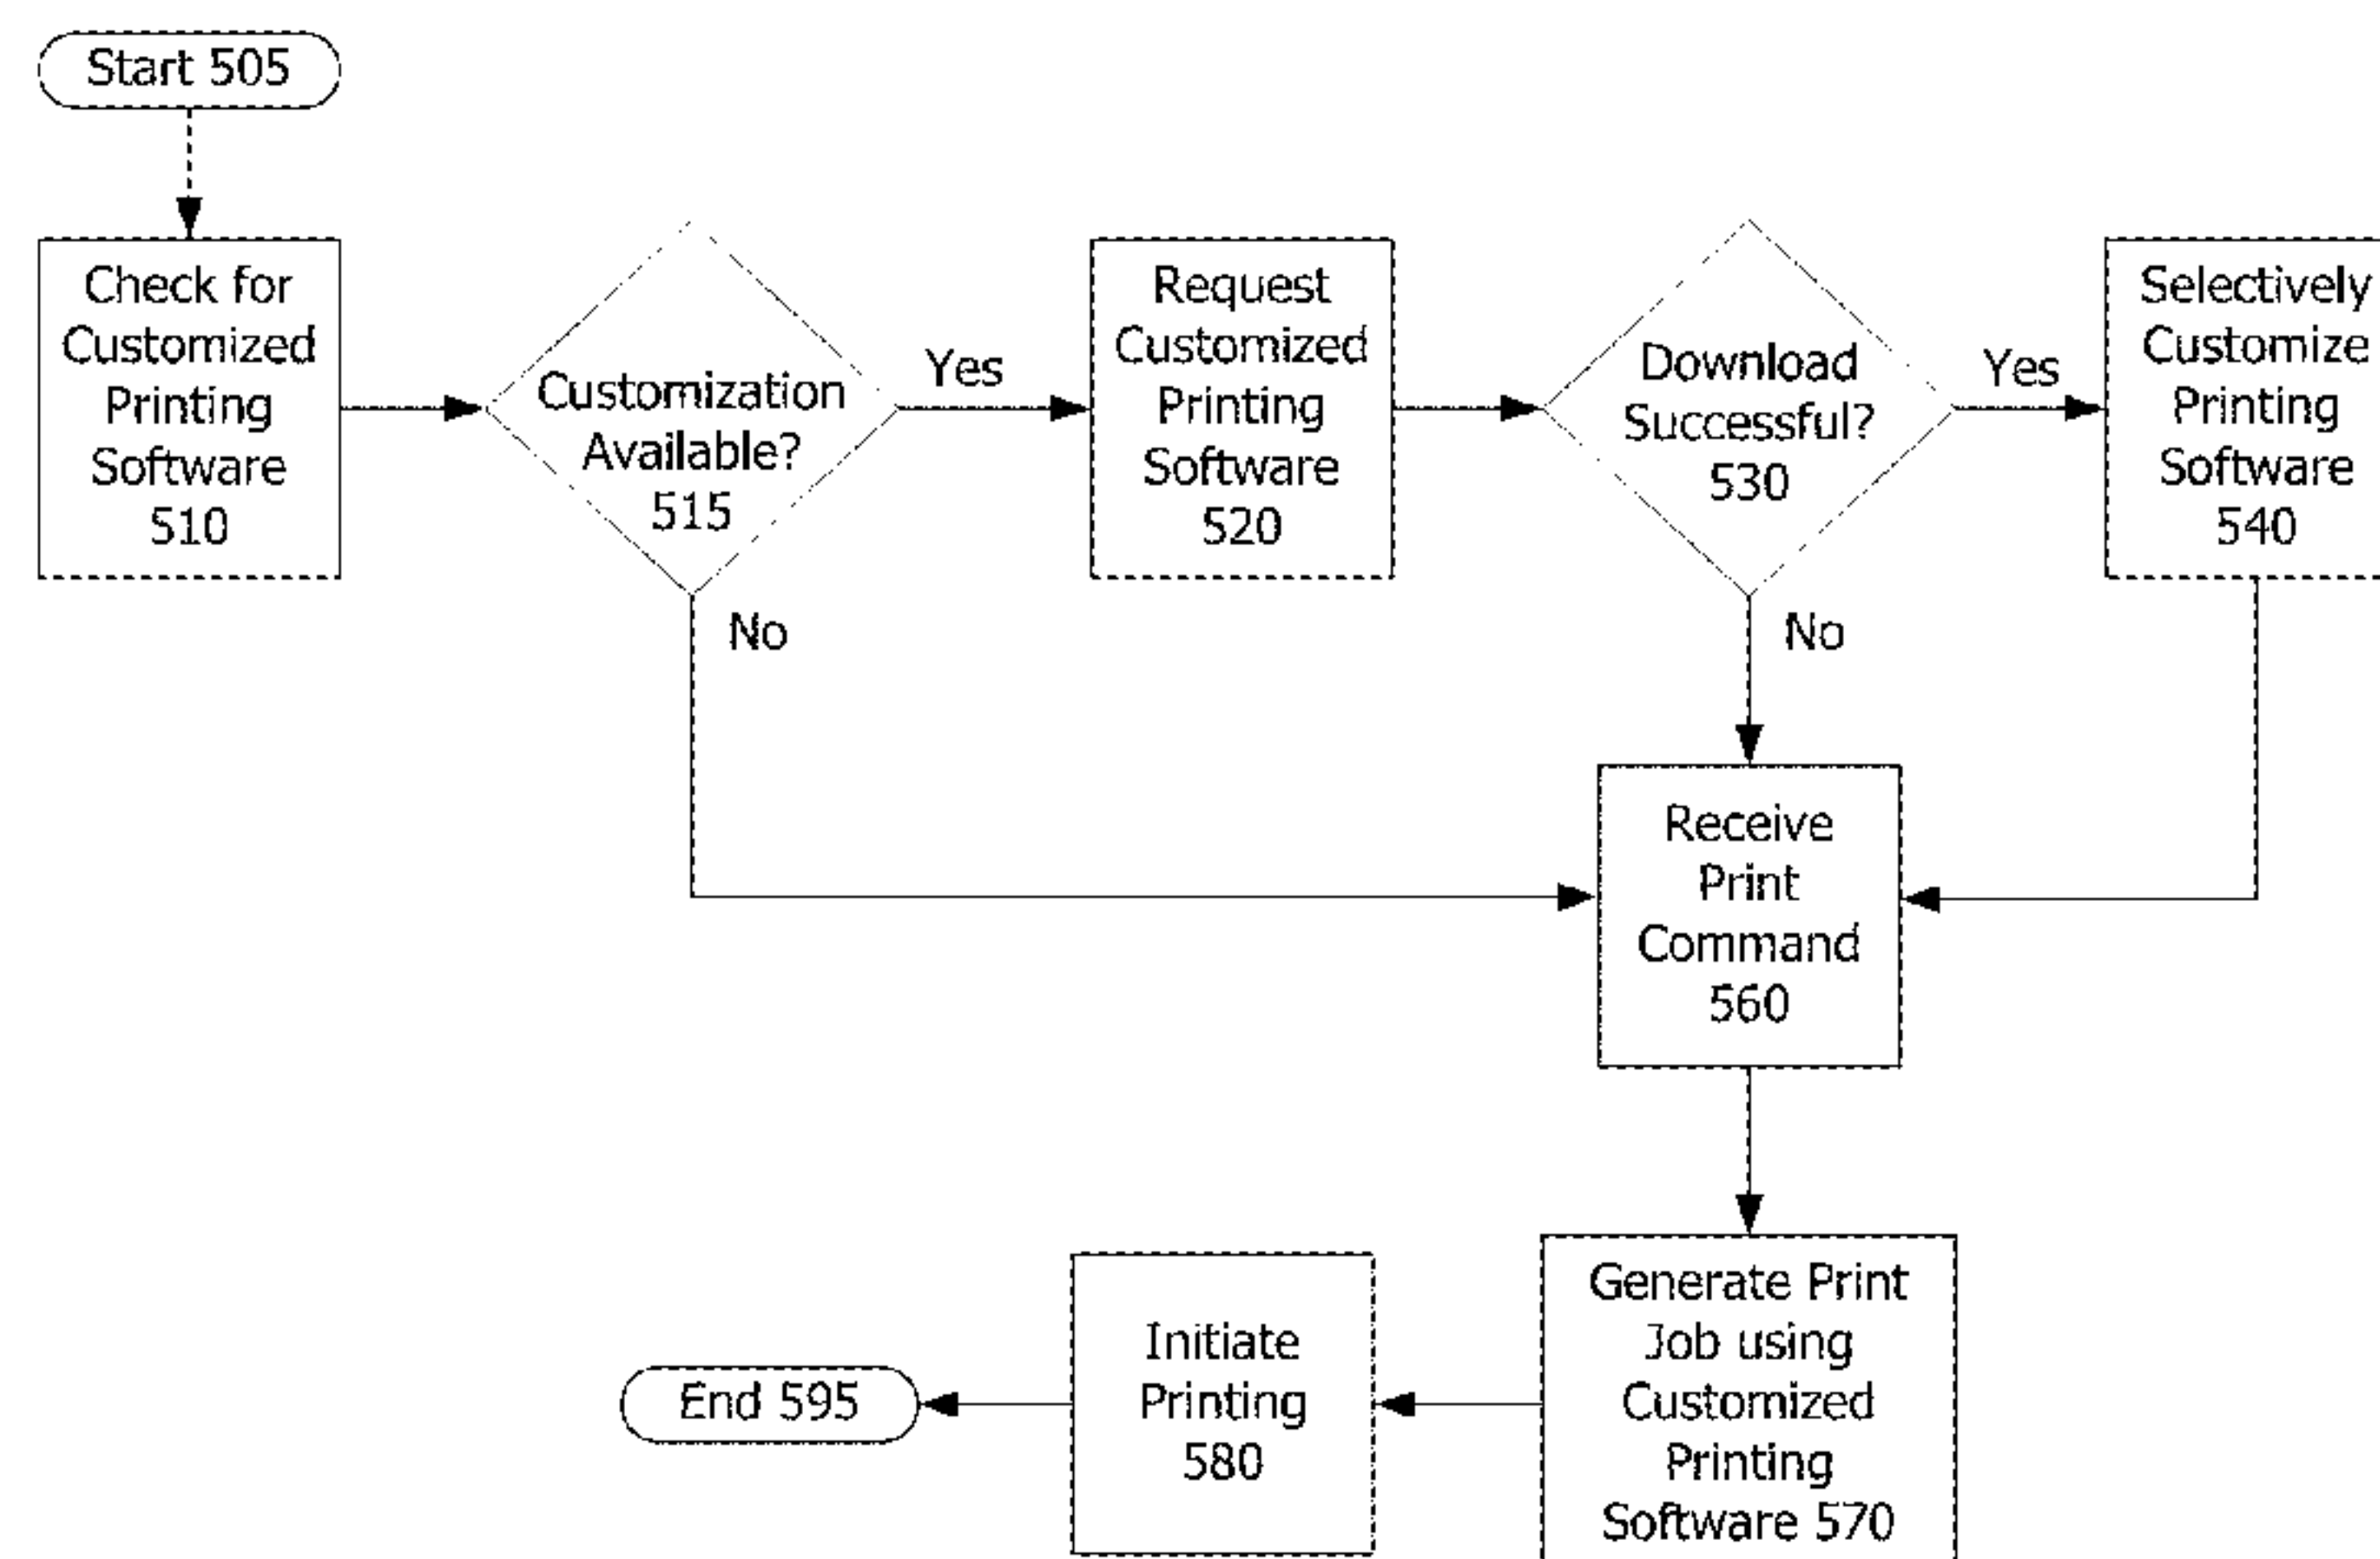 Start 505
Check for
Customized
Printing
Software
510
Customization
Available?
515
Yes
No
Request
Customized
Printing
Software
520
Download
Successful?
530
Yes
No
Selectively
Customize
Printing
Software
540
Receive
Print
Command
560
Generate Print
Job using
Customized
Printing
Software 570
Initiate
Printing
580
End 595